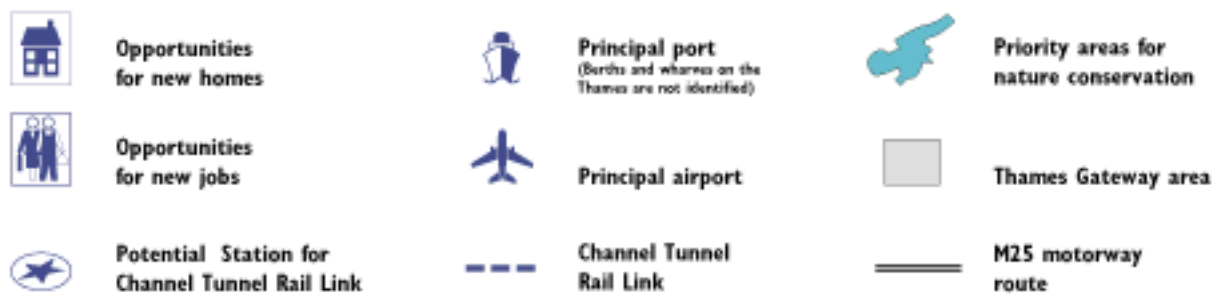 Opportunities
for new homes
Principal port
(Berths and wharves on the
Thames are not identified)
Priority areas for
nature conservation
Opportunities
for new jobs
Principal airport
Thames Gateway area
Potential Station for
Channel Tunnel Rail Link
Channel Tunnel
Rail Link
M25 motorway
route